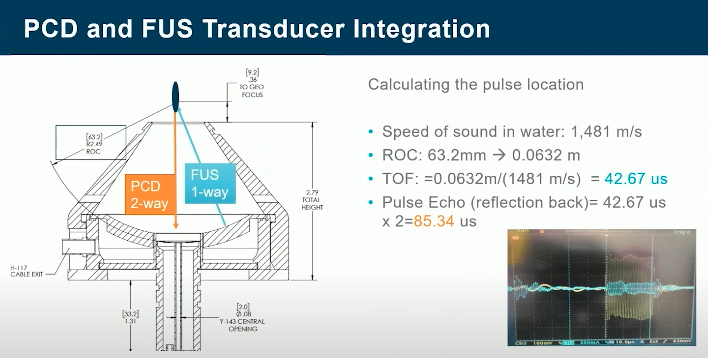 PCD and FUS Transducer Integration
Calculating the pulse location
• Speed of sound in water: 1,481 m/s
• ROC: 63.2mm → 0.0632 m
• TOF: =0.0632m/(1481 m/s) = 42.67 us
• Pulse Echo (reflection back)= 42.67 us
x 2=85.34 us
[9.2]
.36
TO GEO
FOCUS
[63.2]
R2.49
ROC
PCD
2-way
FUS
1-way
2.79
TOTAL
HEIGHT
H-117
CABLE EXIT
[33.2]
1.31
[2.0]
Ø.08
Y-143 CENTRAL
OPENING